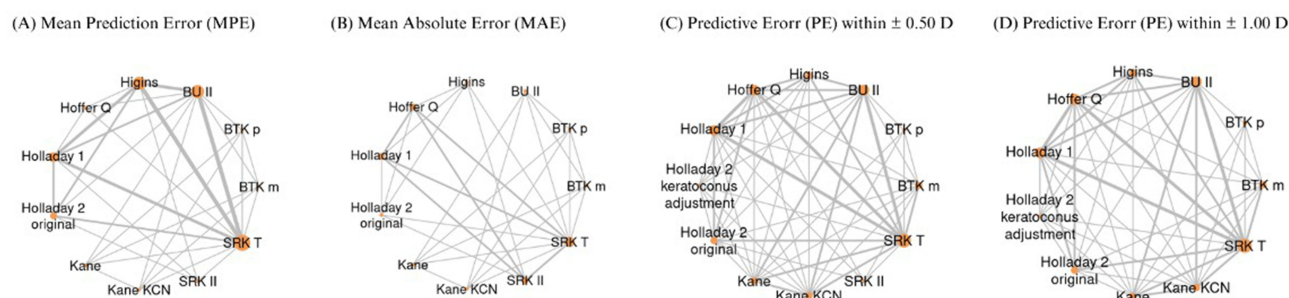 (A) Mean Prediction Error (MPE)
(B) Mean Absolute Error (MAE)
(C) Predictive Erorr (PE) within ± 0.50 D
(D) Predictive Erorr (PE) within ± 1.00 D
Higins
BU II
Hoffer Q
BTK p
Holladay 1
BTK m
Holladay 2
original
SRK T
Kane
SRK II
Kane KCN
Higins
BU II
Hoffer Q
BTK p
Holladay 1
BTK m
Holladay 2
original
SRK T
Kane
SRK II
Kane KCN
Higins
Hoffer Q
BU II
Holladay 1
BTK p
Holladay 2
keratoconus
adjustment
BTK m
Holladay 2
original
SRK T
Kane
SRK II
Kane KCN
Higins
BU II
Hoffer Q
BTK p
Holladay 1
BTK m
Holladay 2
keratoconus
adjustment
SRK T
Holladay 2
original
Kane KCN
Kane